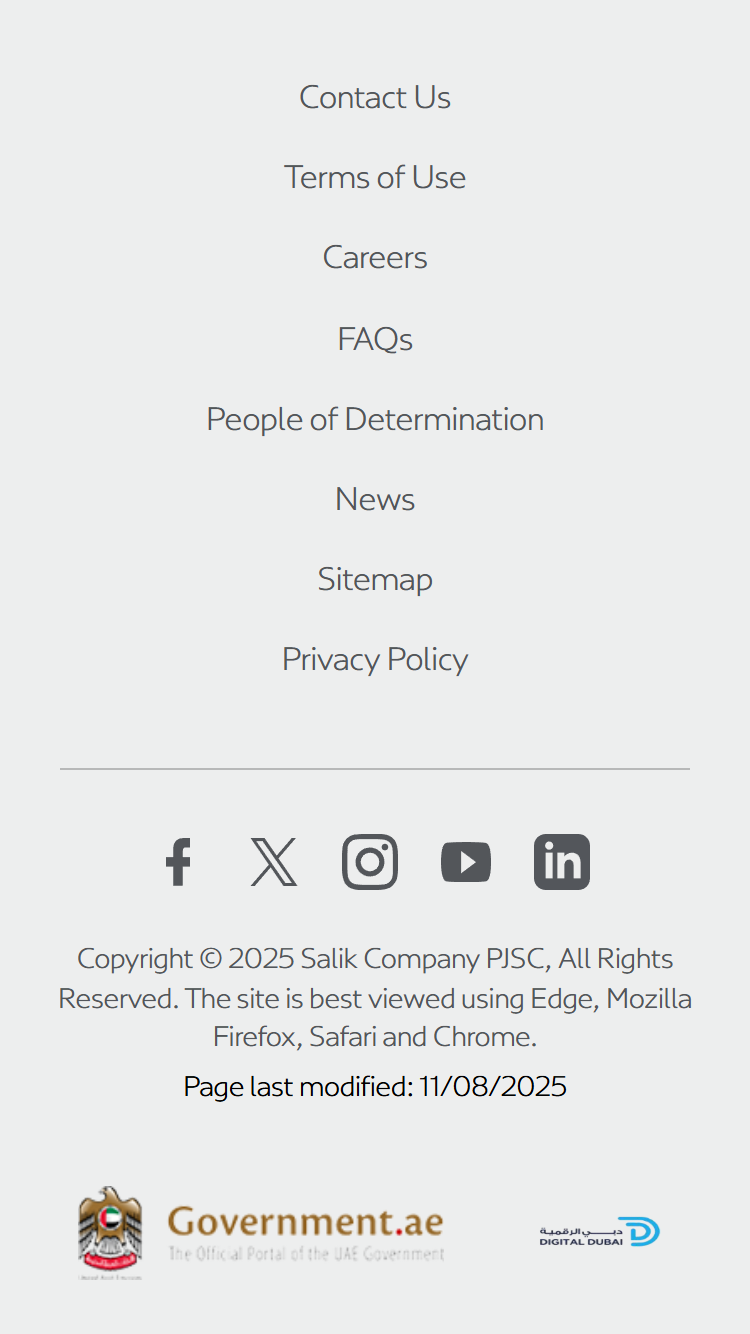 Contact Us
Terms of Use
Careers
FAQs
People of Determination
News
Sitemap
Privacy Policy
Copyright © 2025 Salik Company PJSC, All Rights
Reserved. The site is best viewed using Edge, Mozilla
Firefox, Safari and Chrome.
Page last modified: 11/08/2025
Government.ae
The Official Portal of the UAE Government
دبي الرقمية
DIGITAL DUBAI